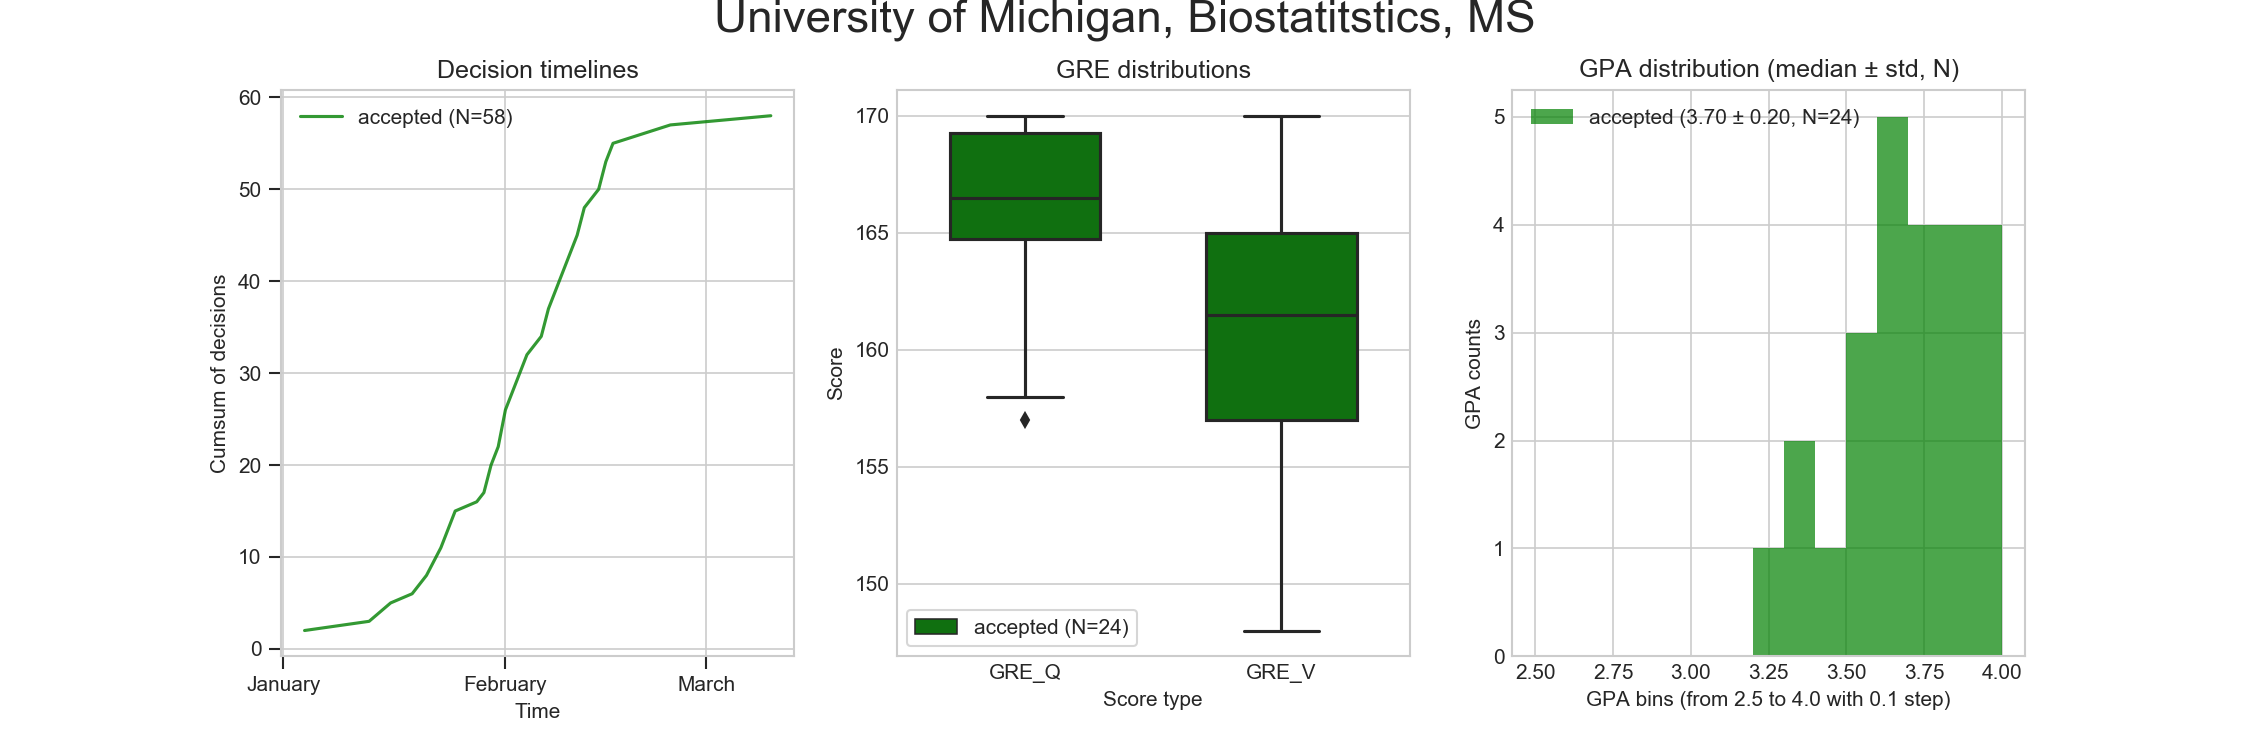 University of Michigan, Biostatitstics, MS
Decision timelines
60
50
40
30
20
10
0
Cumsum of decisions
accepted (N=58)
January
February
March
Time
GRE distributions
170
165
160
155
150
Score
accepted (N=24)
GRE_Q
GRE_V
Score type
GPA distribution (median ± std, N)
5
4
3
2
1
0
GPA counts
accepted (3.70 ± 0.20, N=24)
2.50
2.75
3.00
3.25
3.50
3.75
4.00
GPA bins (from 2.5 to 4.0 with 0.1 step)